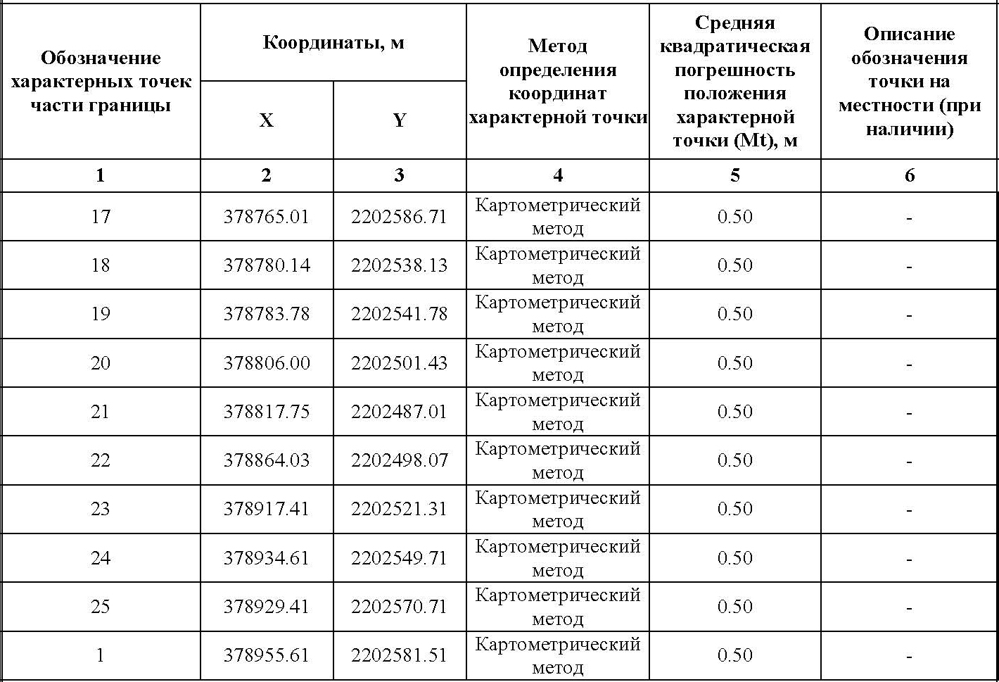 Обозначение
характерных точек
части границы
Координаты, м
X
Y
Метод
определения
координат
характерной точки
Средняя
квадратическая
погрешность
положения
характерной
точки (Mt), м
Описание
обозначения
точки на
местности (при
наличии)
1 2 3 4 5 6
17 378765.01 2202586.71 Картометрический
метод 0.50 -
18 378780.14 2202538.13 Картометрический
метод 0.50 -
19 378783.78 2202541.78 Картометрический
метод 0.50 -
20 378806.00 2202501.43 Картометрический
метод 0.50 -
21 378817.75 2202487.01 Картометрический
метод 0.50 -
22 378864.03 2202498.07 Картометрический
метод 0.50 -
23 378917.41 2202521.31 Картометрический
метод 0.50 -
24 378934.61 2202549.71 Картометрический
метод 0.50 -
25 378929.41 2202570.71 Картометрический
метод 0.50 -
1 378955.61 2202581.51 Картометрический
метод 0.50 -